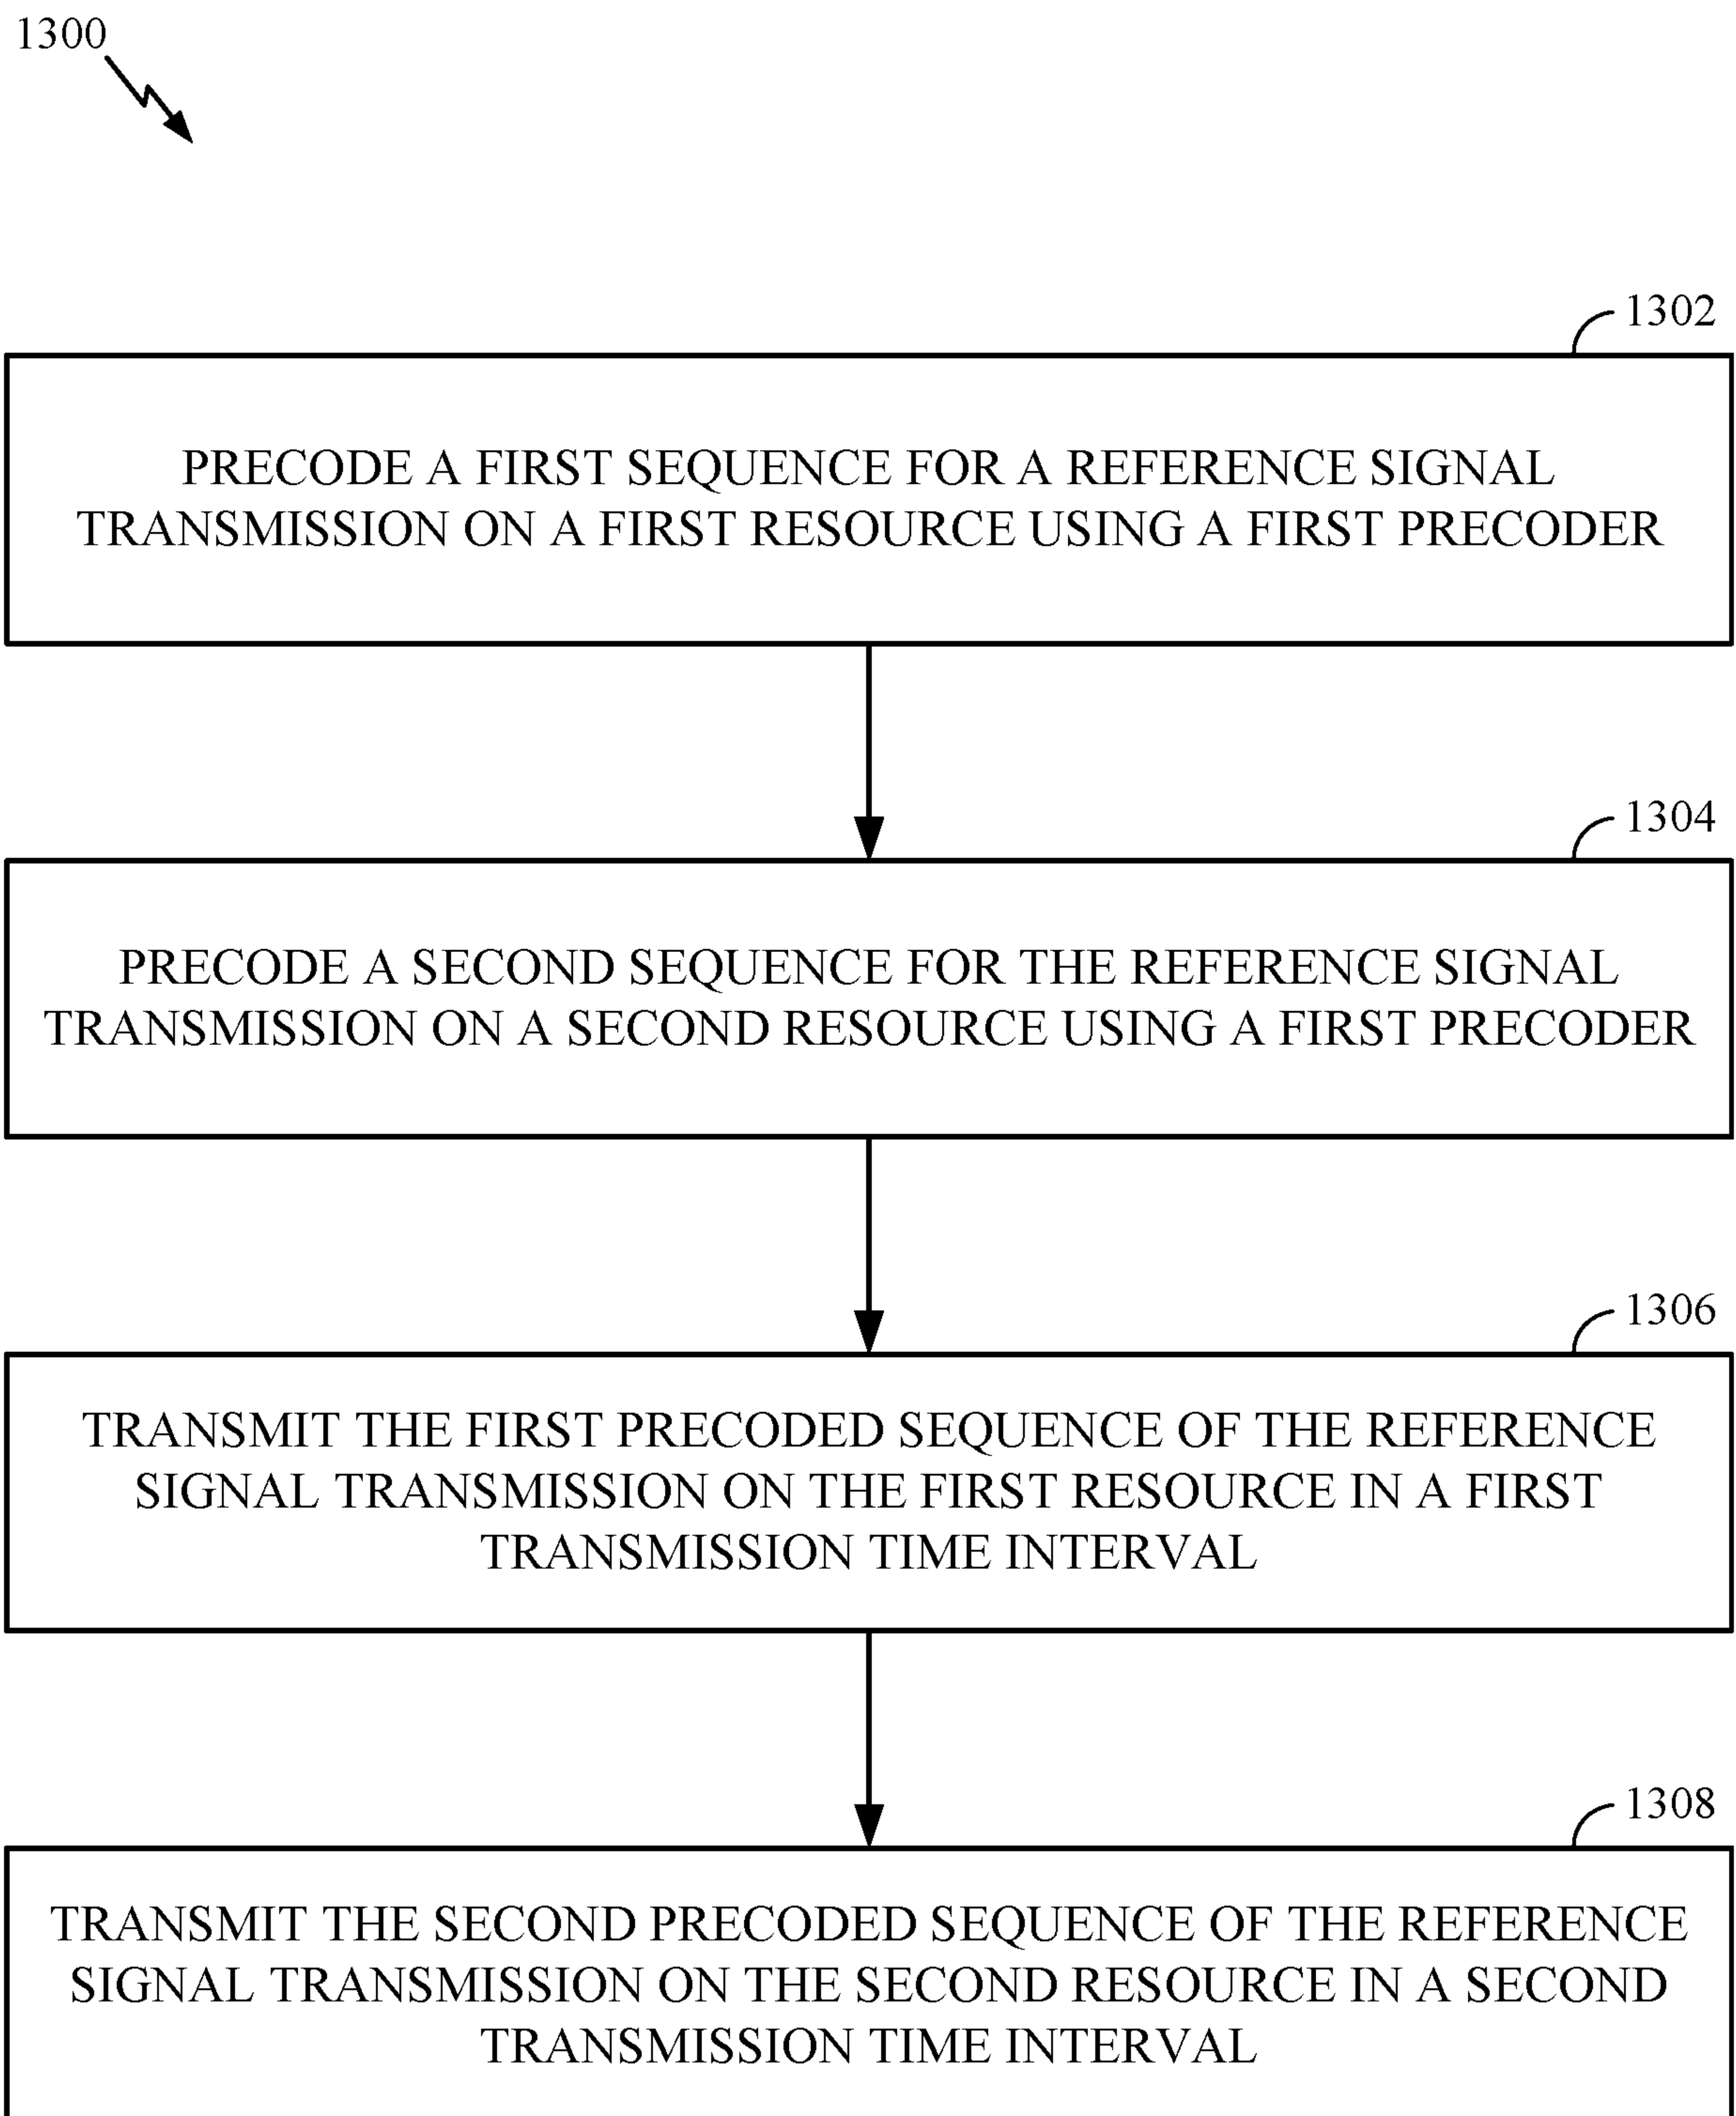 1300
1302
PRECODE A FIRST SEQUENCE FOR A REFERENCE SIGNAL
TRANSMISSION ON A FIRST RESOURCE USING A FIRST PRECODER
1304
PRECODE A SECOND SEQUENCE FOR THE REFERENCE SIGNAL
TRANSMISSION ON A SECOND RESOURCE USING A FIRST PRECODER
1306
TRANSMIT THE FIRST PRECODED SEQUENCE OF THE REFERENCE
SIGNAL TRANSMISSION ON THE FIRST RESOURCE IN A FIRST
TRANSMISSION TIME INTERVAL
1308
TRANSMIT THE SECOND PRECODED SEQUENCE OF THE REFERENCE
SIGNAL TRANSMISSION ON THE SECOND RESOURCE IN A SECOND
TRANSMISSION TIME INTERVAL